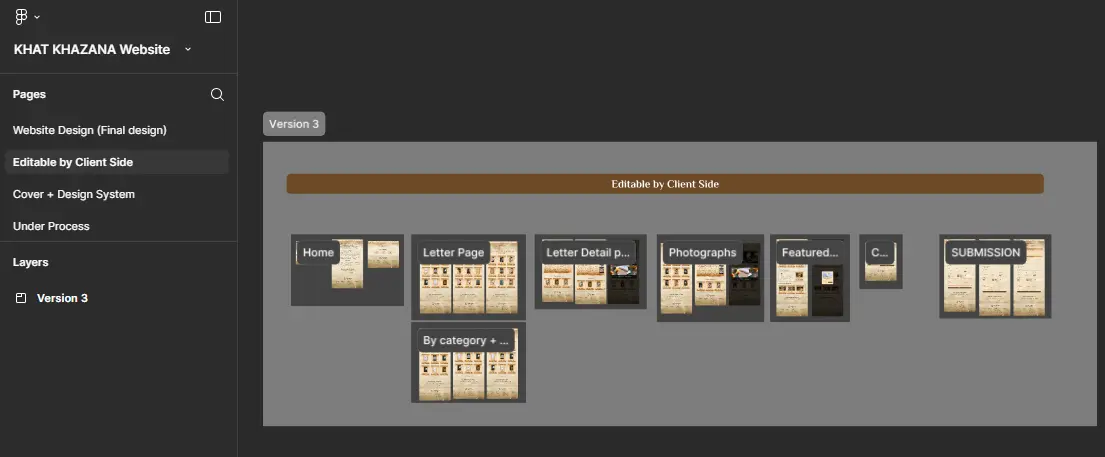 KHAT KHAZANA Website
Pages
Website Design (Final design)
Editable by Client Side
Cover + Design System
Under Process
Layers
Version 3
Version 3
Editable by Client Side
Home
Letter Page
Letter Detail p...
Photographs
Featured...
C...
SUBMISSION
By category + ...